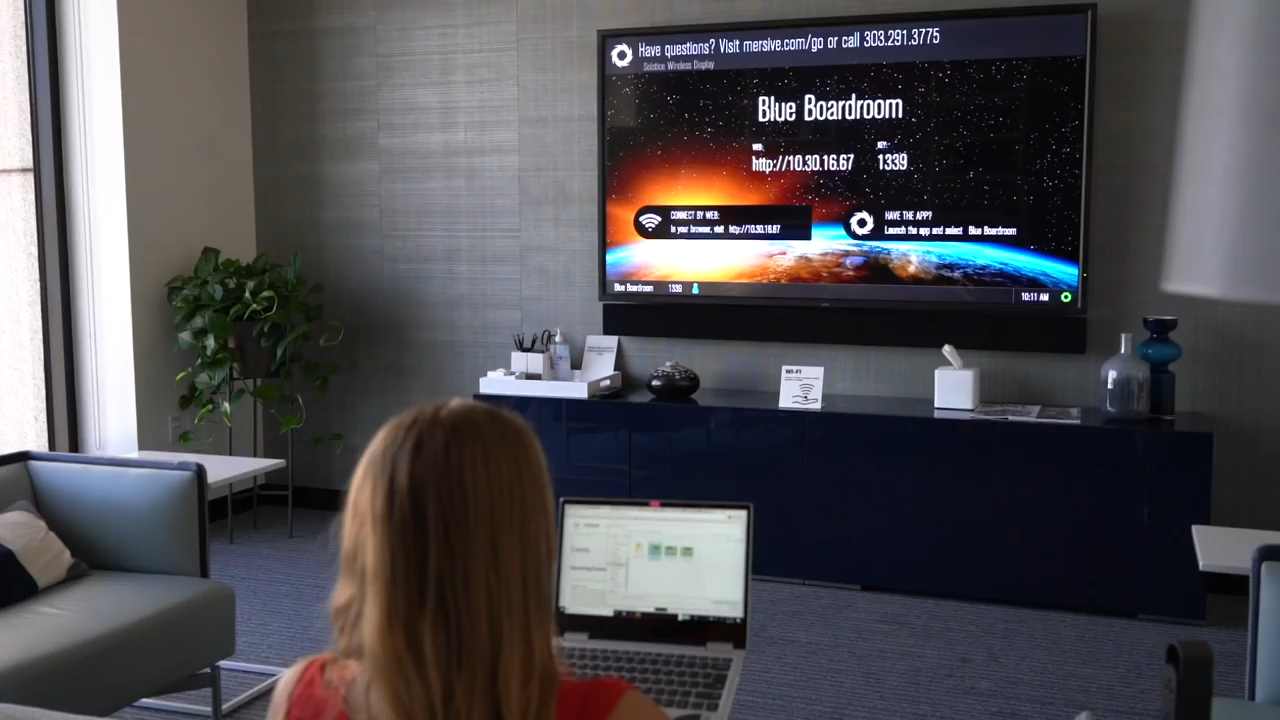 Have questions? Visit mersive.com/go or call 303.291.3775
Solstice Wireless Display
Blue Boardroom
WEB: KEY:
http://10.30.16.67 1339
CONNECT BY WEB:
In your browser, visit http://10.30.16.67
HAVE THE APP?
Launch the app and select Blue Boardroom
Blue Boardroom 1339 10:11 AM
WI-FI